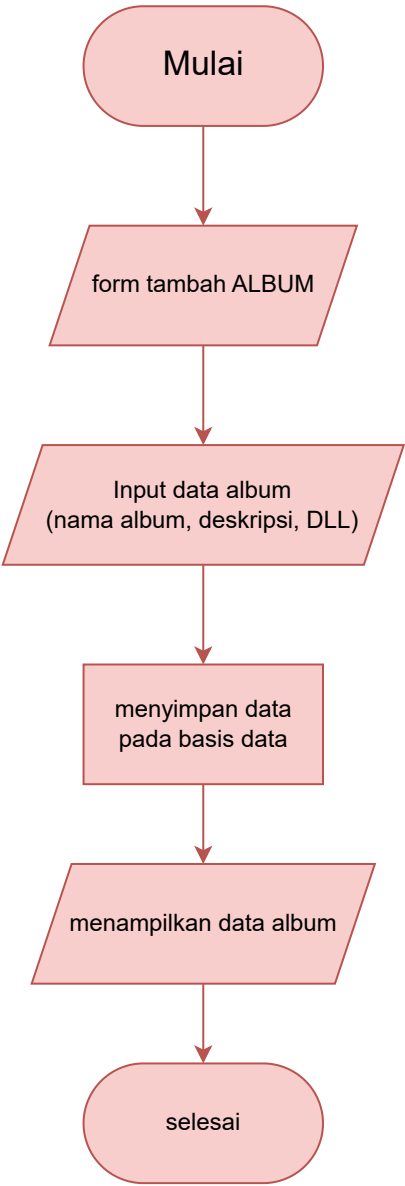 Mulai
form tambah ALBUM
Input data album
(nama album, deskripsi, DLL)
menyimpan data
pada basis data
menampilkan data album
selesai